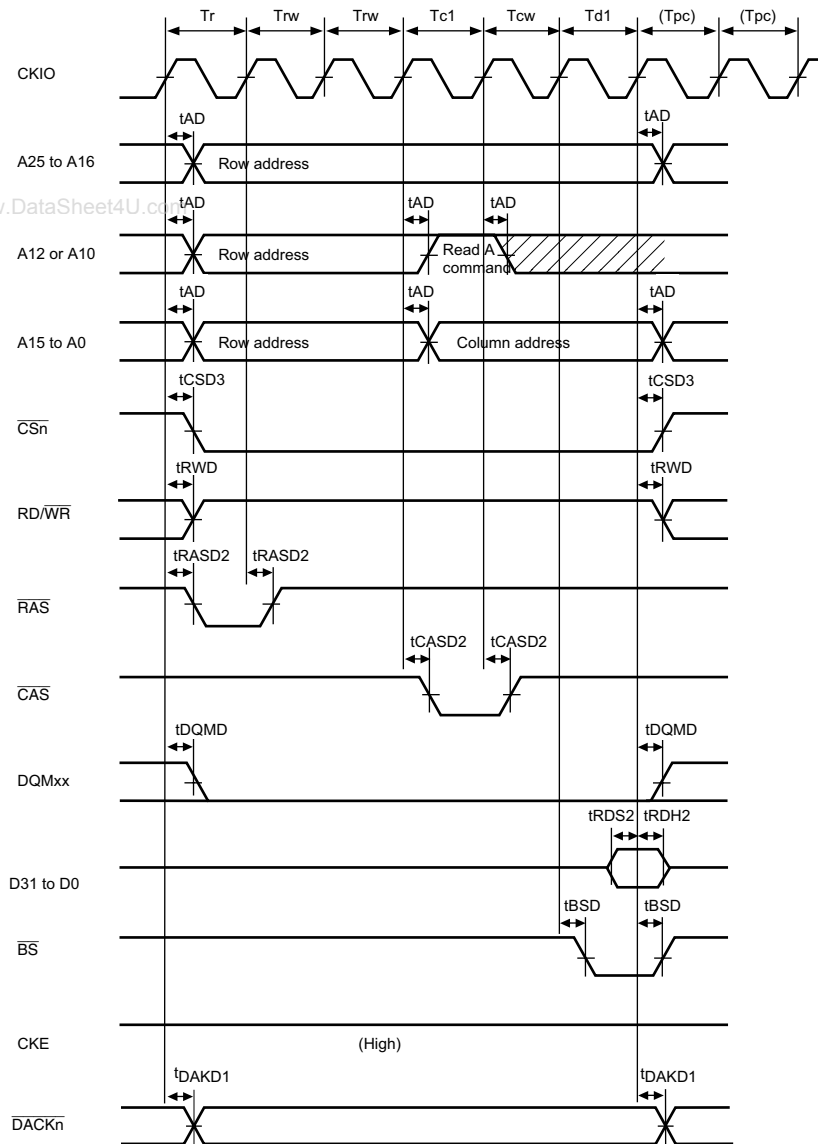 Tr Trw Trw Tc1 Tcw Td1 (Tpc) (Tpc)
CKIO
tAD tAD
A25 to A16 Row address
w.DataSheet4U.com
tAD tAD tAD
A12 or A10 Row address Read A
command
tAD tAD tAD
A15 to A0 Row address Column address
tCSD3 tCSD3
CSn
tRWD tRWD
RD/WR
tRASD2 tRASD2
RAS
tCASD2 tCASD2
CAS
tDQMD tDQMD
DQMxx
tRDS2 tRDH2
D31 to D0
tBSD tBSD
BS
CKE (High)
tDAKD1 tDAKD1
DACKn